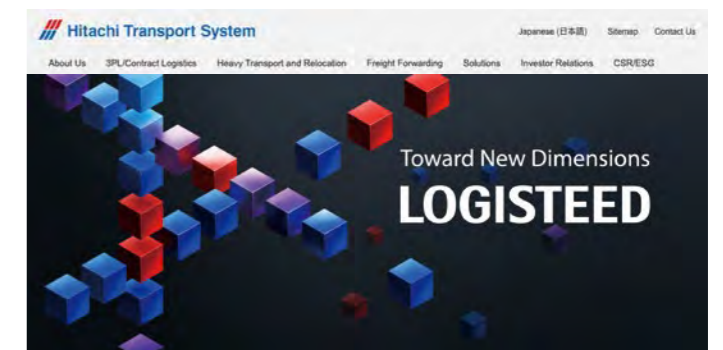 Hitachi Transport System
Japanese (日本語) Sitemap Contact Us
About Us 3PL/Contract Logistics Heavy Transport and Relocation Freight Forwarding Solutions Investor Relations CSR/ESG
Toward New Dimensions
LOGISTEED